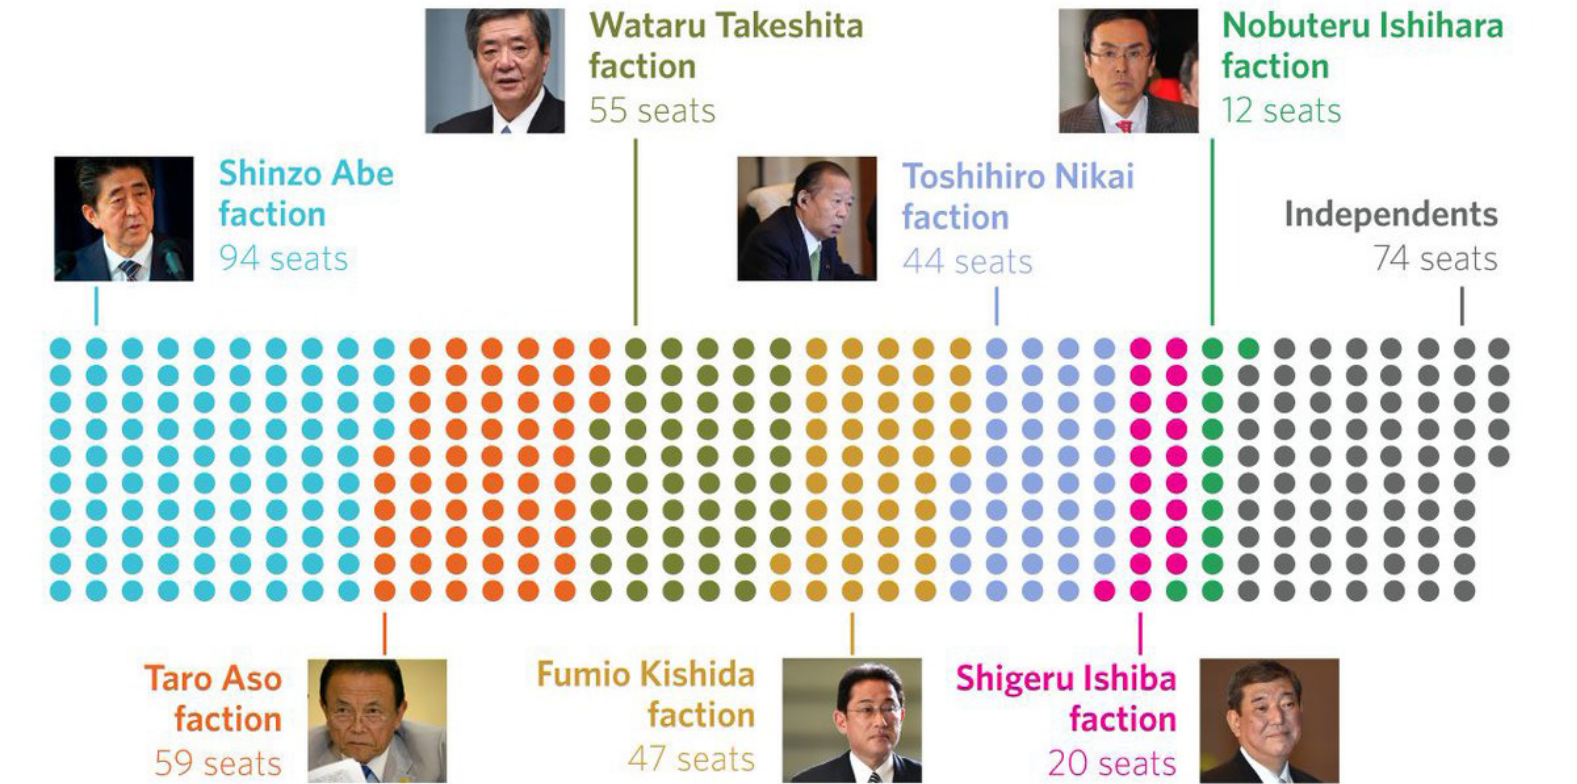 Wataru Takeshita
faction
55 seats
Nobuteru Ishihara
faction
12 seats
Shinzo Abe
faction
94 seats
Toshihiro Nikai
faction
44 seats
Independents
74 seats
Taro Aso
faction
59 seats
Fumio Kishida
faction
47 seats
Shigeru Ishiba
faction
20 seats